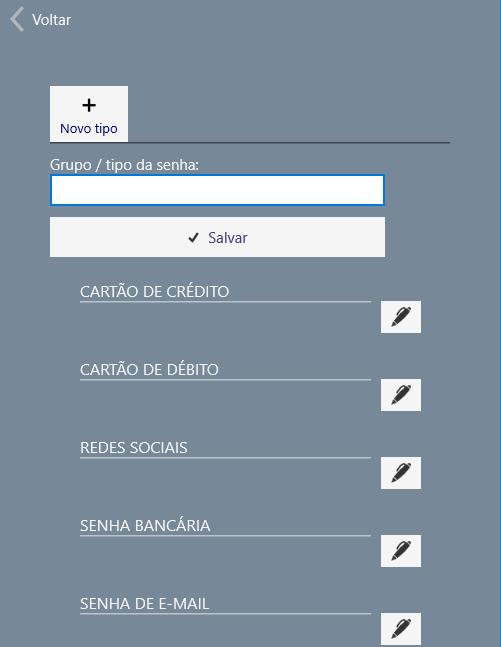 Voltar
Novo tipo
Grupo / tipo da senha:
Salvar
CARTÃO DE CRÉDITO
CARTÃO DE DÉBITO
REDES SOCIAIS
SENHA BANCÁRIA
SENHA DE E-MAIL